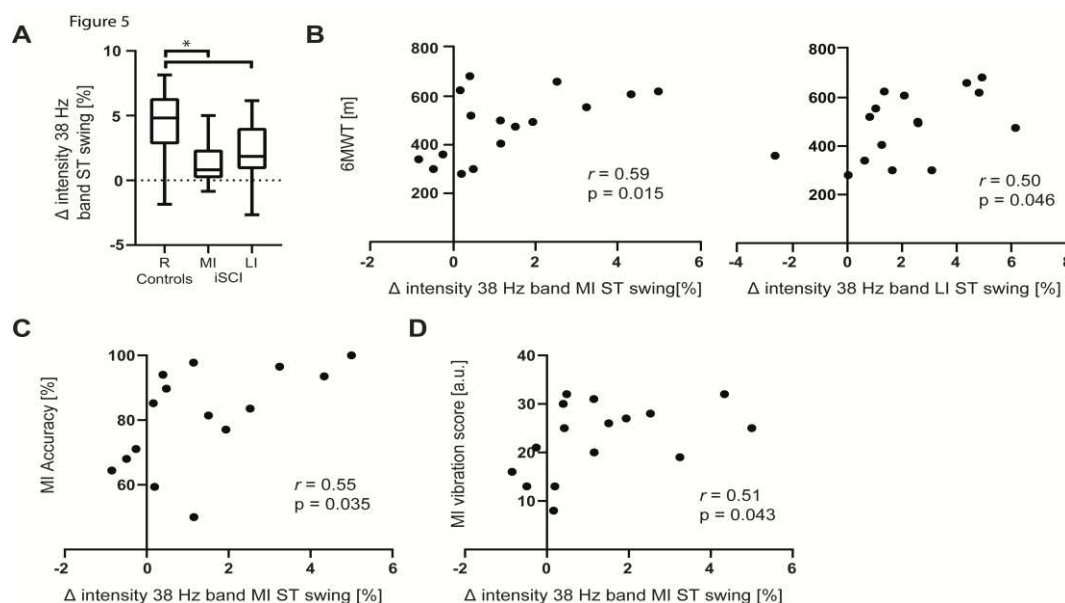 Figure 5
A
Δ intensity 38 Hz
band ST swing [%]
10
5
0
-5
*
R
MI
LI
Controls
iSCI
B
6MWT [m]
800
600
400
200
r = 0.59
p = 0.015
-2
0
2
4
6
Δ intensity 38 Hz band MI ST swing[%]
800
600
400
200
r = 0.50
p = 0.046
-4
-2
0
2
4
6
8
Δ intensity 38 Hz band LI ST swing [%]
C
MI Accuracy [%]
100
80
60
r = 0.55
p = 0.035
-2
0
2
4
6
Δ intensity 38 Hz band MI ST swing [%]
D
MI vibration score [a.u.]
40
30
20
10
r = 0.51
p = 0.043
-2
0
2
4
6
Δ intensity 38 Hz band MI ST swing [%]